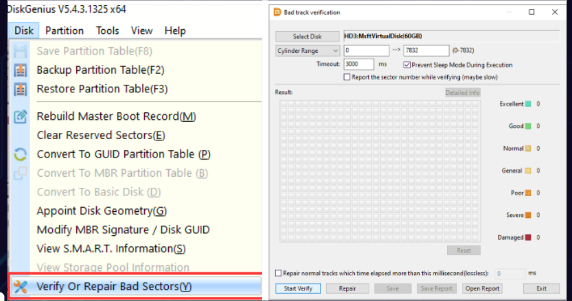 DiskGenius V5.4.3.1325 x64
Disk Partition Tools View Help
Save Partition Table(F8)
Backup Partition Table(F2)
Restore Partition Table(F3)
Rebuild Master Boot Record(M)
Clear Reserved Sectors(E)
Convert To GUID Partition Table (P)
Convert To MBR Partition Table (B)
Convert To Basic Disk (D)
Appoint Disk Geometry(G)
Modify MBR Signature / Disk GUID
View S.M.A.R.T. Information(S)
View Storage Pool Information
Verify Or Repair Bad Sectors(Y)
Bad track verification
Select Disk HD3:MsftVirtualDisk(60GB)
Cylinder Range 0 --> 7832 (0-7832)
Timeout: 3000 ms Prevent Sleep Mode During Execution
Report the sector number while verifying (maybe slow)
Result: Detailed Info
Excellent 0
Good 0
Normal 0
General 0
Poor 0
Severe 0
Damaged 0
Reset
Repair normal tracks which time elapsed more than this millisecond(lossless): 0 ms
Start Verify Repair Save Save Report Open Report Exit